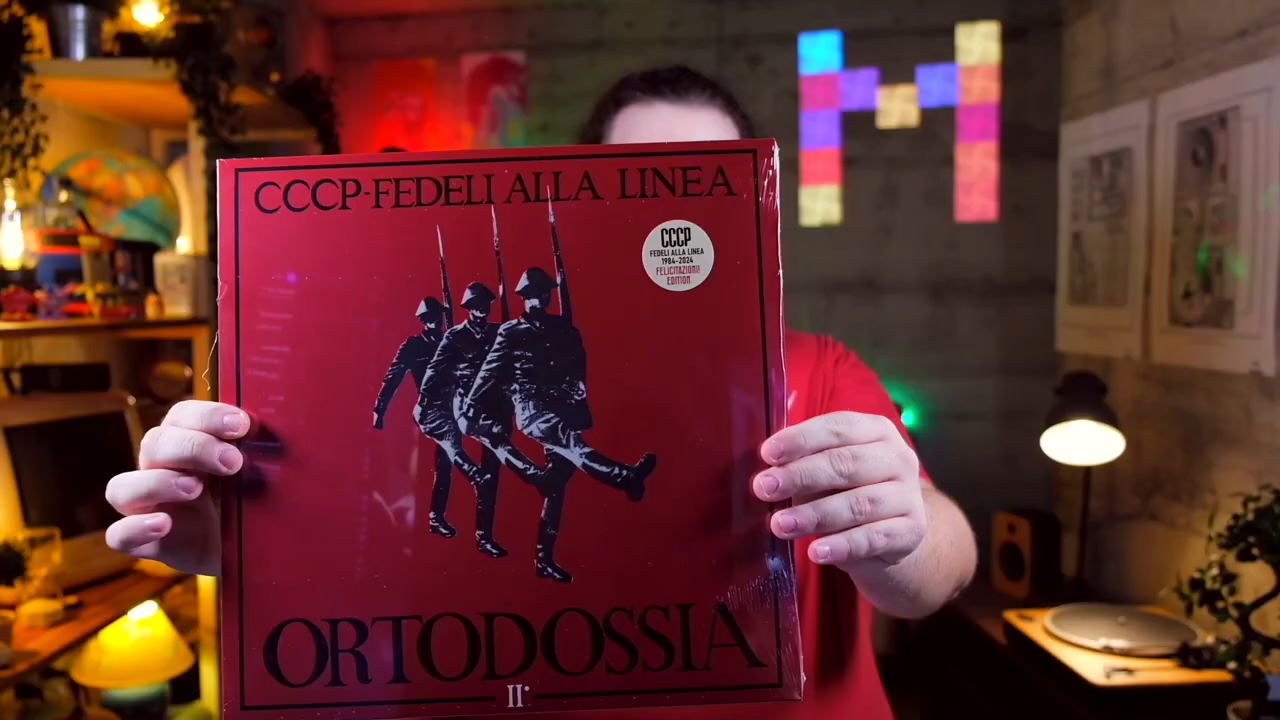 CCCP-FEDELI ALLA LINEA
CCCP
FEDELI ALLA LINEA
1984-2024
FELICITAZIONI!
EDITION
ORTODOSSIA
II°